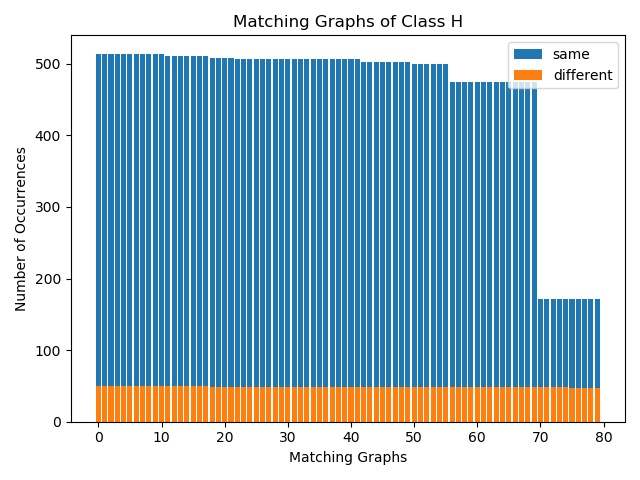 Matching Graphs of Class H
same
different
Number of Occurrences
500
400
300
200
100
0
0 10 20 30 40 50 60 70 80
Matching Graphs